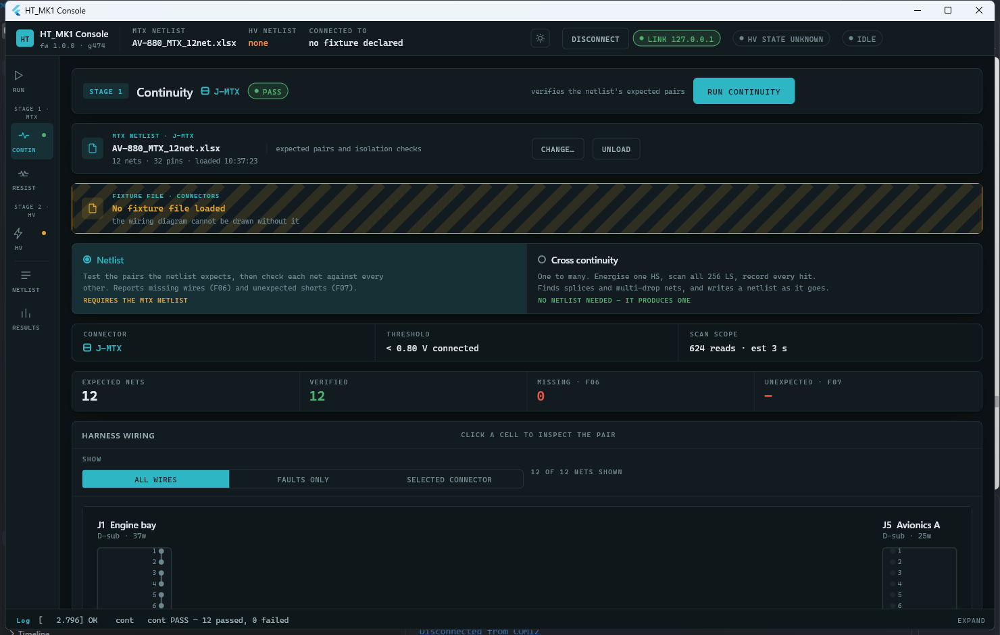 HT_MK1 Console
HT
HT_MK1 Console
fw 1.0.0 · g474
MTX NETLIST
AV-880_MTX_12net.xlsx
HV NETLIST
none
CONNECTED TO
no fixture declared
DISCONNECT
LINK 127.0.0.1
HV STATE UNKNOWN
IDLE
RUN
STAGE 1 ·
MTX
CONTIN
RESIST
STAGE 2 ·
HV
HV
NETLIST
RESULTS
STAGE 1
Continuity
J-MTX
PASS
verifies the netlist's expected pairs
RUN CONTINUITY
MTX NETLIST · J-MTX
AV-880_MTX_12net.xlsx
12 nets · 32 pins · loaded 10:37:23
expected pairs and isolation checks
CHANGE…
UNLOAD
FIXTURE FILE · CONNECTORS
No fixture file loaded
the wiring diagram cannot be drawn without it
Netlist
Test the pairs the netlist expects, then check each net against every
other. Reports missing wires (F06) and unexpected shorts (F07).
REQUIRES THE MTX NETLIST
Cross continuity
One to many. Energise one HS, scan all 256 LS, record every hit.
Finds splices and multi-drop nets, and writes a netlist as it goes.
NO NETLIST NEEDED — IT PRODUCES ONE
CONNECTOR
J-MTX
THRESHOLD
< 0.80 V connected
SCAN SCOPE
624 reads · est 3 s
EXPECTED NETS
12
VERIFIED
12
MISSING · F06
0
UNEXPECTED · F07
—
HARNESS WIRING
CLICK A CELL TO INSPECT THE PAIR
SHOW
ALL WIRES
FAULTS ONLY
SELECTED CONNECTOR
12 OF 12 NETS SHOWN
J1 Engine bay
D-sub · 37w
1
2
3
4
5
6
J5 Avionics A
D-sub · 25w
1
2
3
4
5
6
Log [ 2.796] OK cont cont PASS — 12 passed, 0 failed
EXPAND
Timeline
Disconnected from COM12